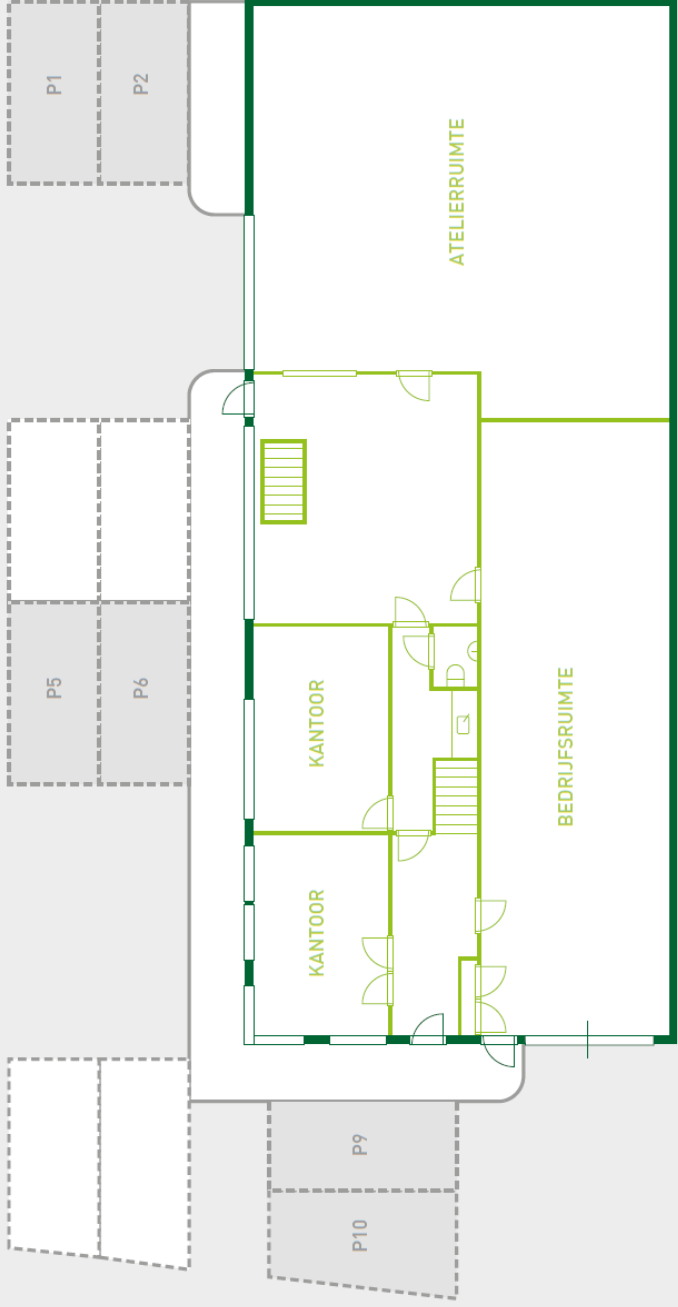 P1
P2
ATELIERRUIMTE
P5
P6
KANTOOR
BEDRIJFSRUIMTE
KANTOOR
P9
P10